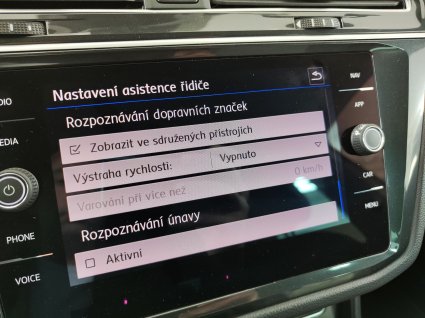 Nastavení asistence řidiče
Rozpoznávání dopravních značek
Zobrazit ve sdružených přístrojích
Výstraha rychlosti: Vypnuto
Varování při více než 0 km/h
Rozpoznávání únavy
Aktivní
PHONE
VOICE
NAV
APP
CAR
MENU